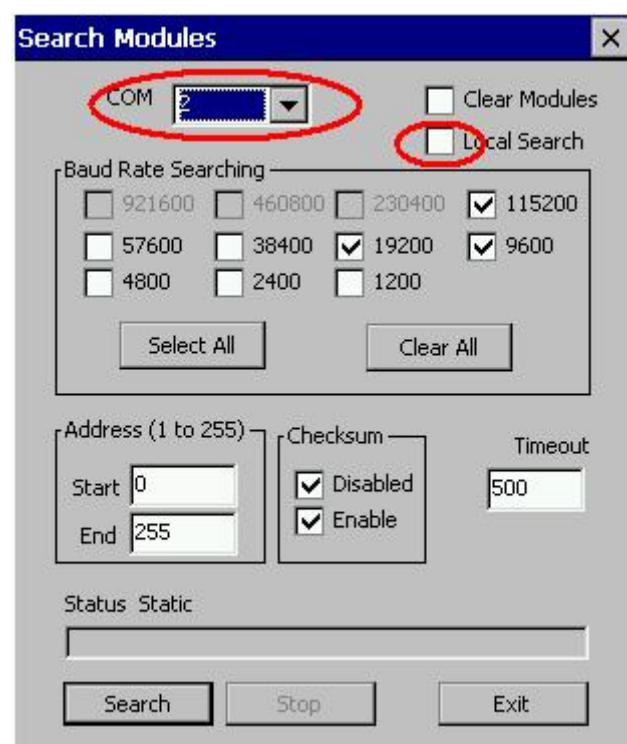 Search Modules
COM 2
Clear Modules
Local Search
Baud Rate Searching
921600 460800 230400 115200
57600 38400 19200 9600
4800 2400 1200
Select All Clear All
Address (1 to 255) Checksum Timeout
Start 0 Disabled 500
End 255 Enable
Status Static
Search Stop Exit